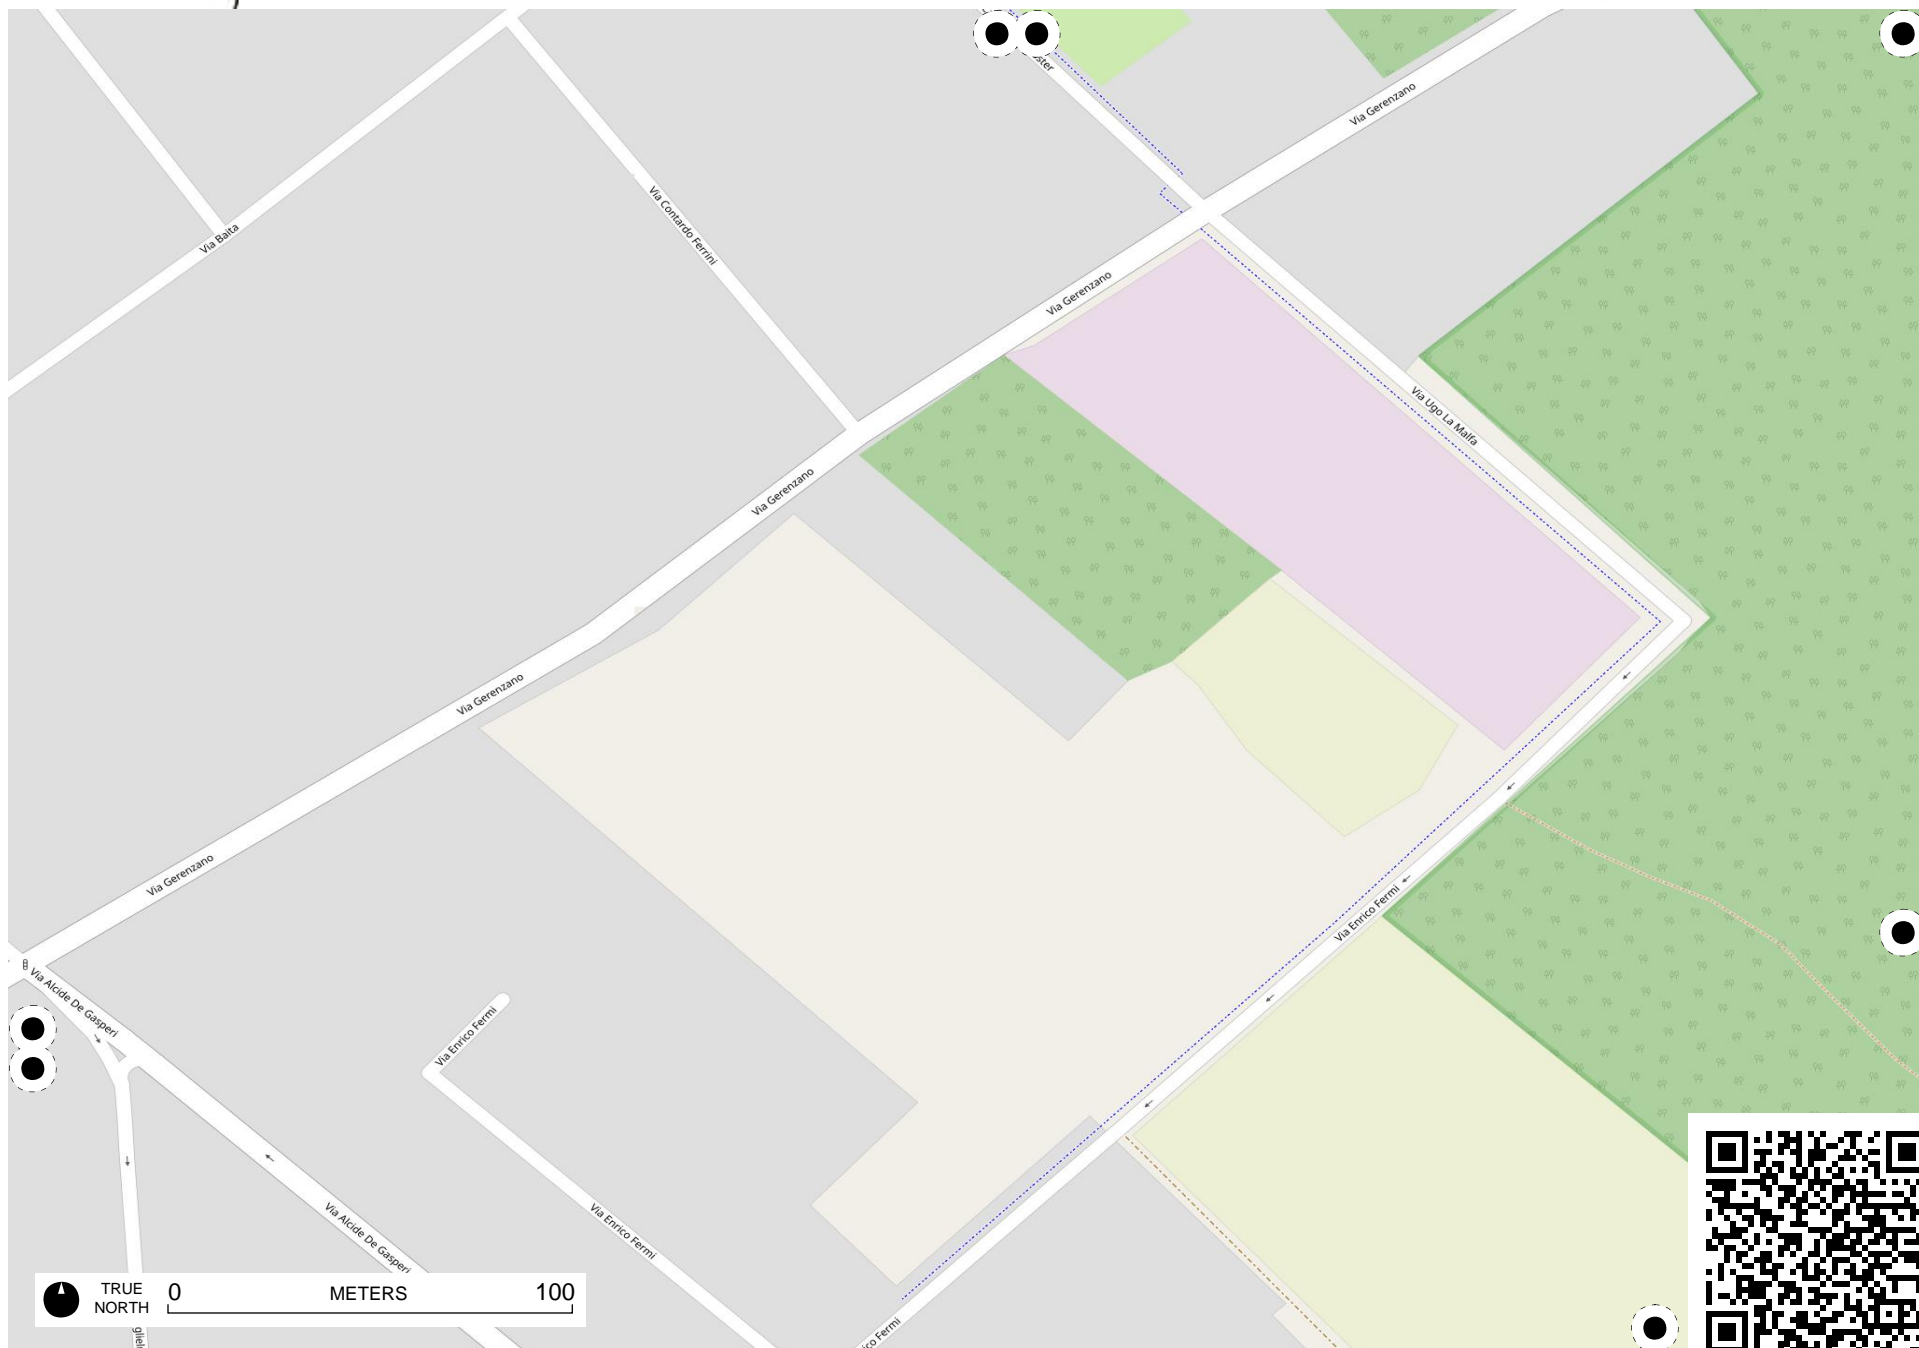 Via Gerenzano
Via Baita
Via Contardo Ferrini
Via Gerenzano
Via Ugo La Malfa
Via Gerenzano
Via Gerenzano
Via Gerenzano
Via Enrico Fermi
Via Alcide De Gasperi
Via Enrico Fermi
Via Enrico Fermi
Via Alcide De Gasperi
TRUE
NORTH
0
METERS
100